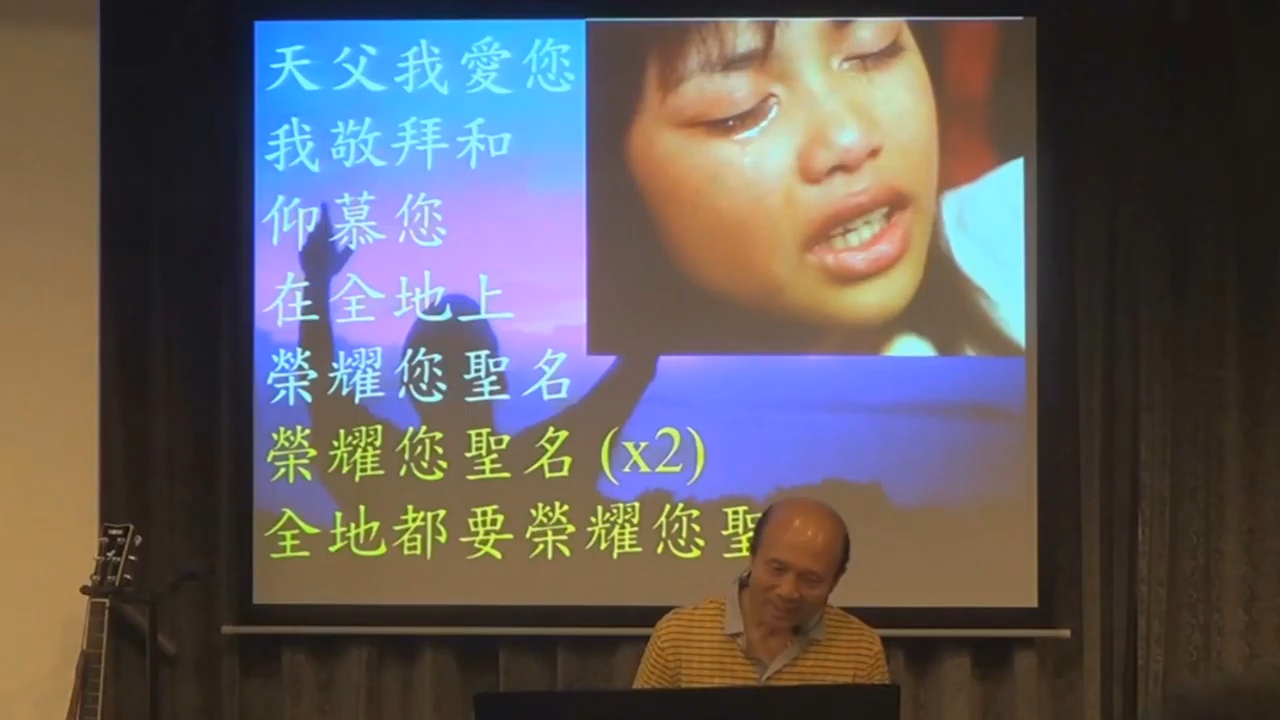 天父我愛您
我敬拜和
仰慕您
在全地上
榮耀您聖名
榮耀您聖名 (x2)
全地都要榮耀您聖